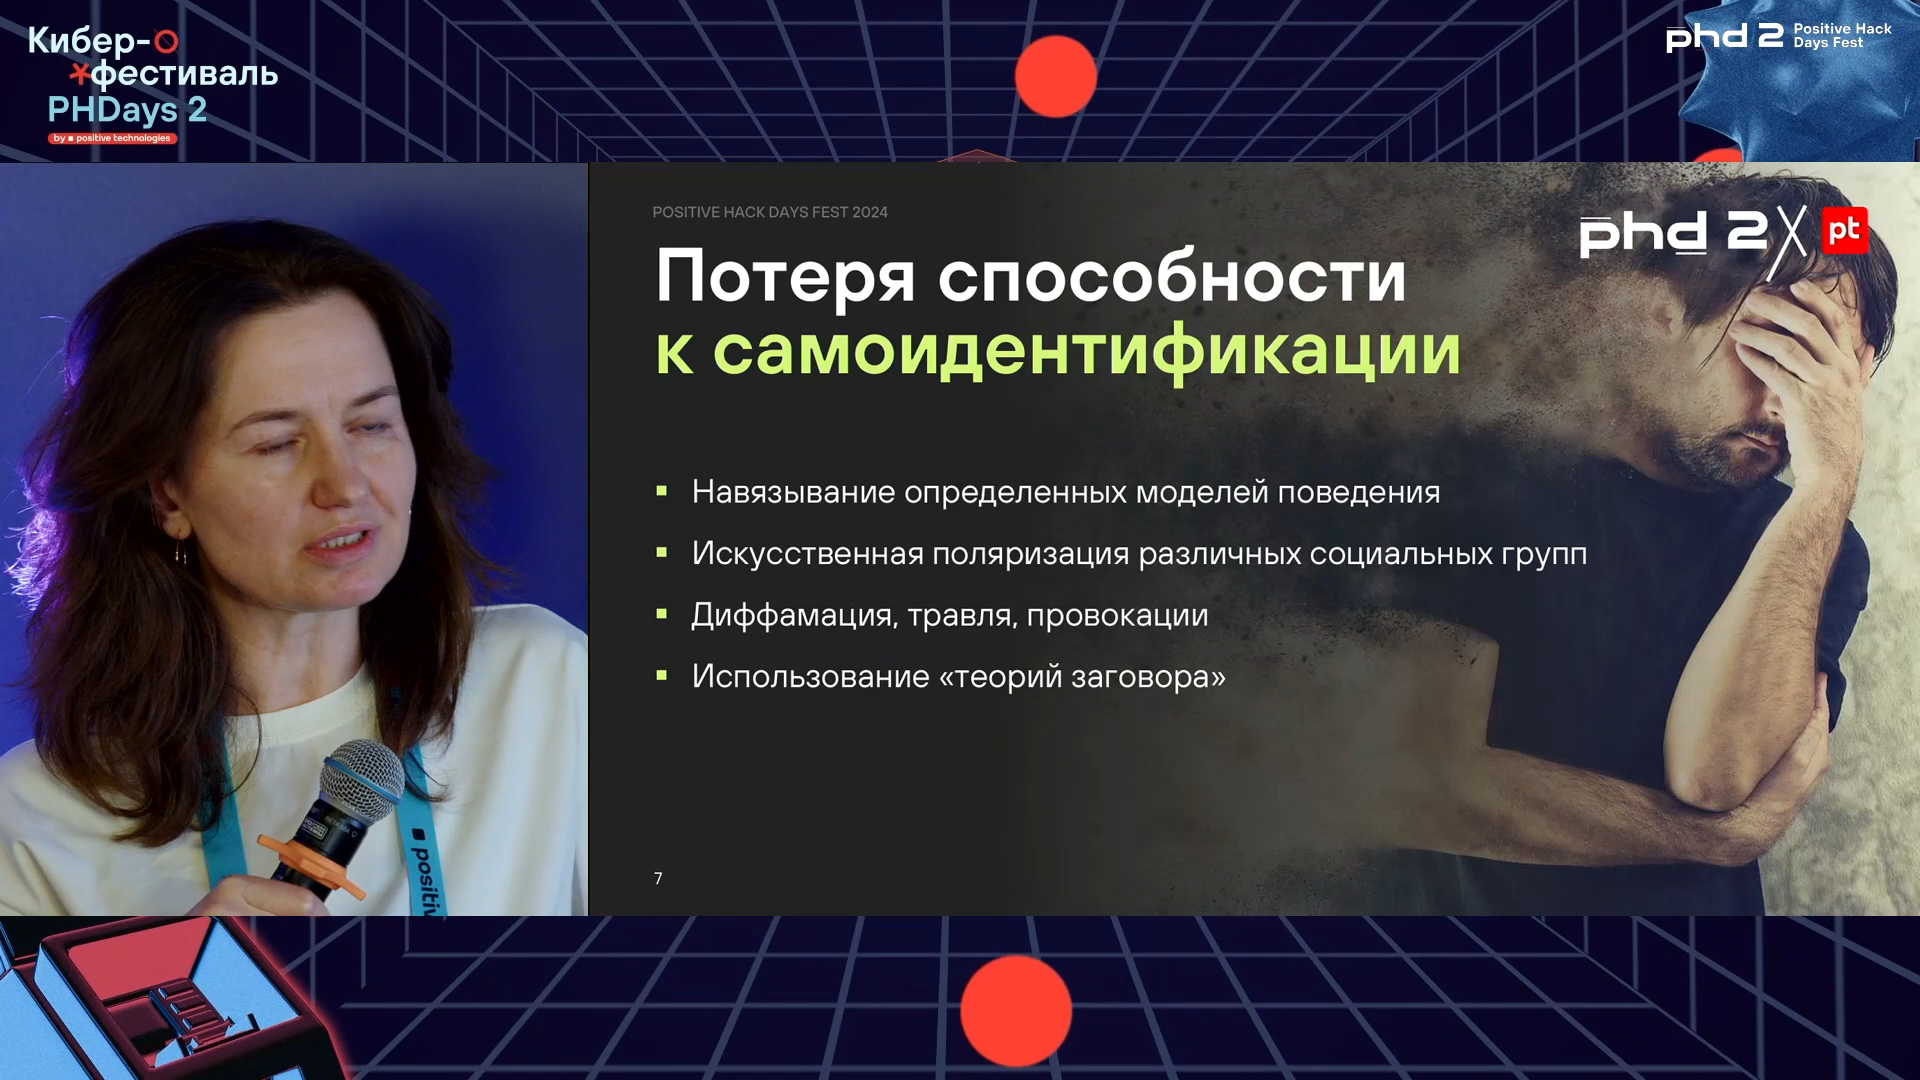 Кибер-
фестиваль
PHDays 2
by positive technologies
phd 2 Positive Hack
Days Fest
POSITIVE HACK DAYS FEST 2024
phd 2 pt
Потеря способности
к самоидентификации
Навязывание определенных моделей поведения
Искусственная поляризация различных социальных групп
Диффамация, травля, провокации
Использование «теорий заговора»
7
positiv